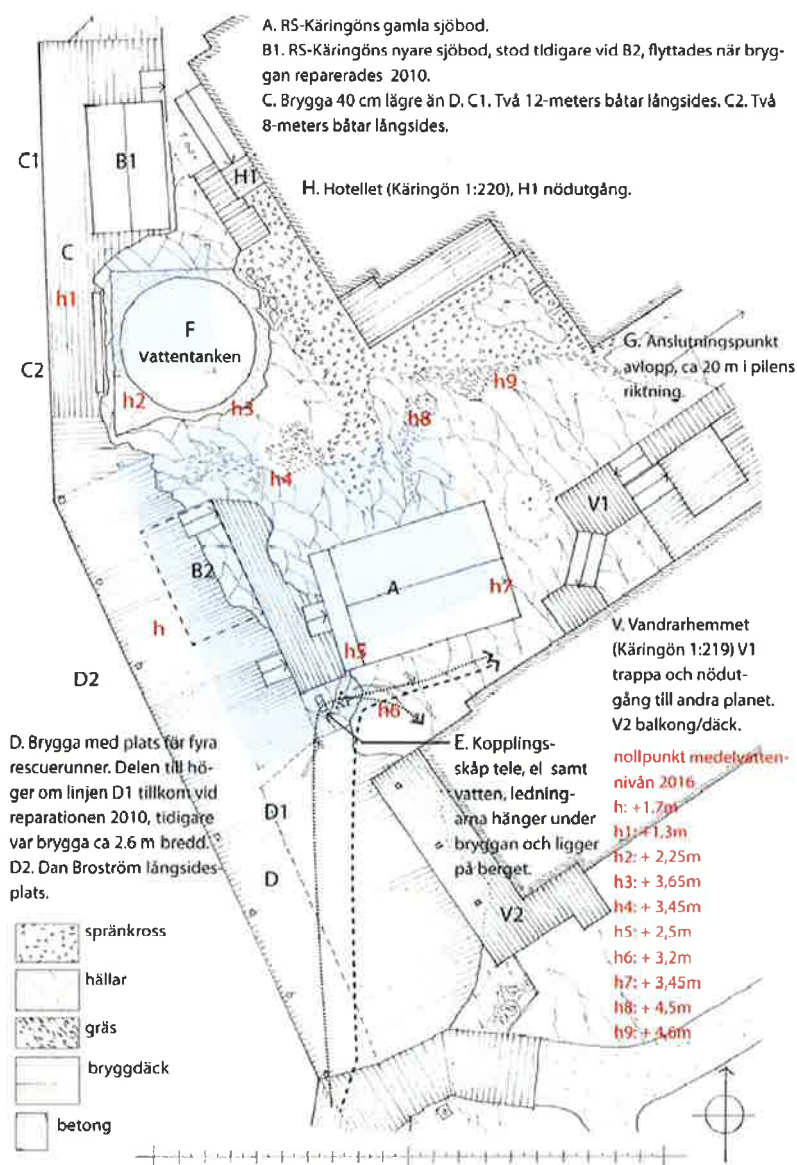 A. RS-Käringöns gamla sjöbod.
B1. RS-Käringöns nyare sjöbod, stod tidigare vid B2, flyttades när bryg-
gan reparerades 2010.
C. Brygga 40 cm lägre än D. C1. Två 12-meters båtar långsides. C2. Två
8-meters båtar långsides.
C1
B1
H1
H. Hotellet (Käringön 1:220), H1 nödutgång.
C
h1
F
Vattentanken
C2
G. Anslutningspunkt
avlopp, ca 20 m i pilens
riktning.
h2
h3
h9
h8
h4
V1
B2
A
h7
h
h5
D2
h6
V. Vandrarhemmet
(Käringön 1:219) V1
trappa och nödut-
gång till andra planet.
V2 balkong/däck.
D. Brygga med plats för fyra
rescuerunner. Delen till hö-
ger om linjen D1 tillkom vid
reparationen 2010, tidigare
var brygga ca 2.6 m bredd.
D2. Dan Broström långsides-
plats.
E. Kopplings-
skåp tele, el samt
vatten, ledning-
arna hänger under
bryggan och ligger
på berget.
nollpunkt medelvatten-
nivån 2016
h: +1.7m
h1: +1.3m
h2: + 2,25m
h3: + 3,65m
h4: + 3,45m
h5: + 2,5m
h6: + 3,2m
h7: + 3,45m
h8: + 4,5m
h9: + 4,6m
D1
D
V2
spränkross
hällar
gräs
bryggdäck
betong